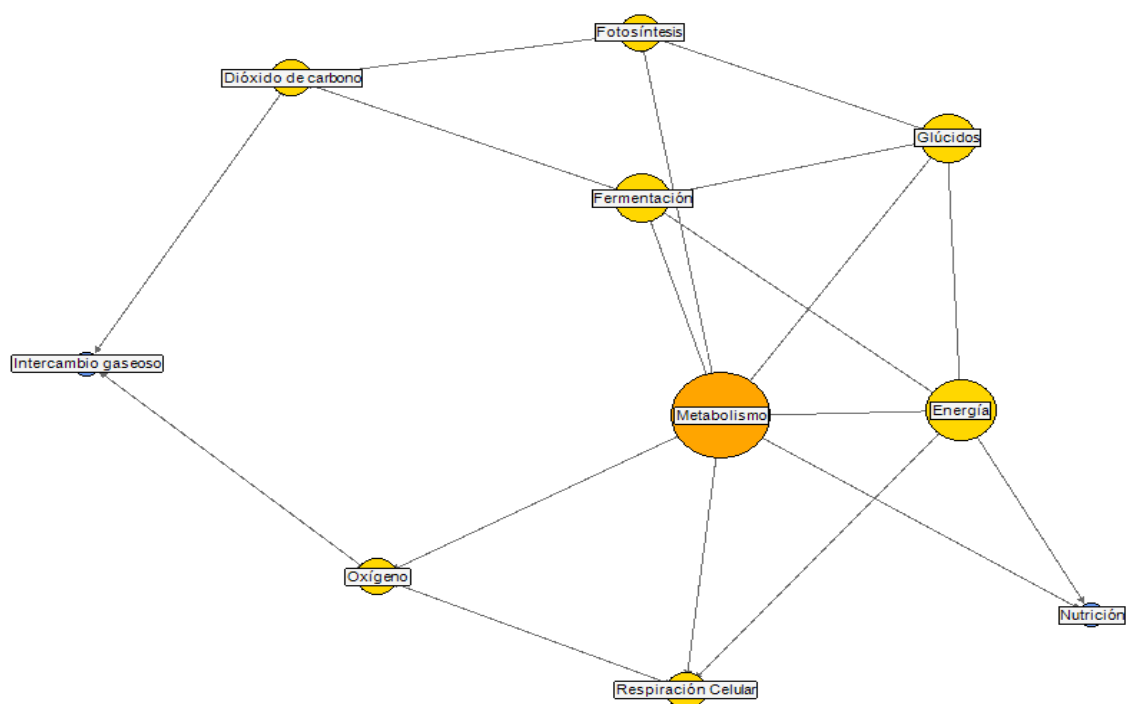 Fotosíntesis
Dióxido de carbono
Glúcidos
Fermentación
Intercambio gaseoso
Metabolismo
Energía
Oxígeno
Nutrición
Respiración Celular